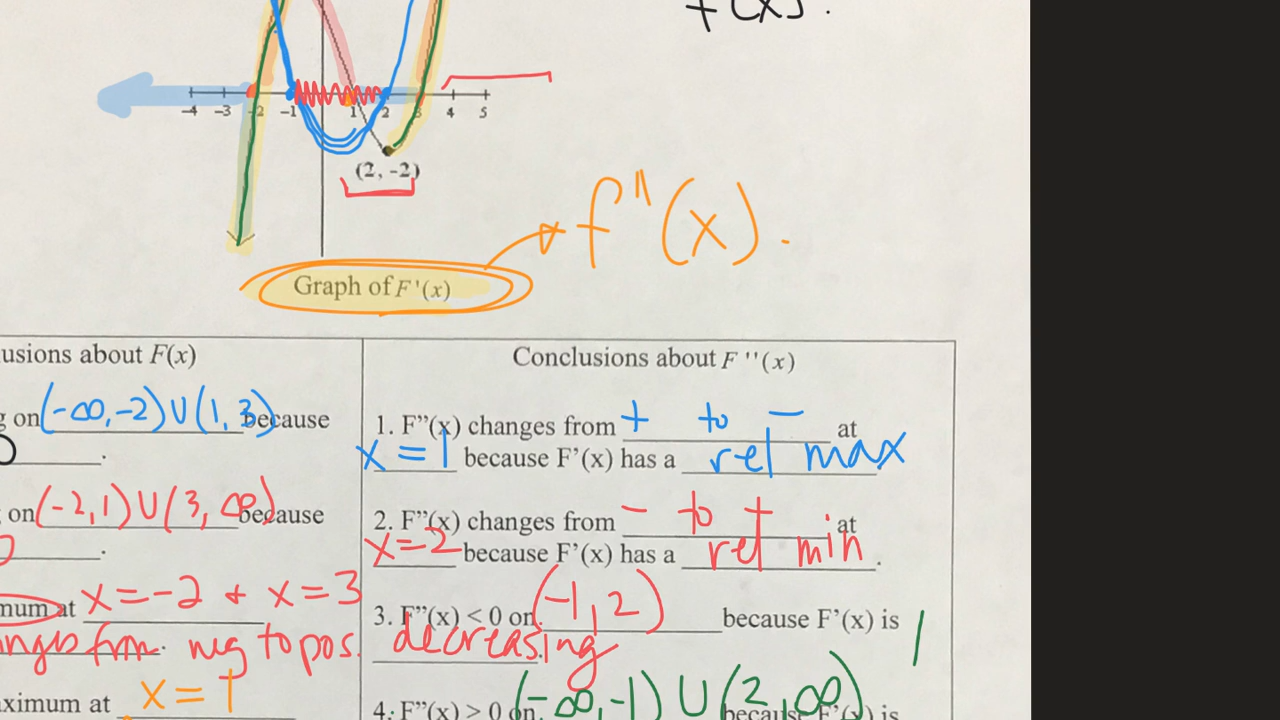 f(x).
-4 -3 -2 -1 1 2 3 4 5
(2, -2)
f"(x).
Graph of F'(x)
usions about F(x)
g on (-∞,-2) ∪ (1, 3) because
on (-2,1) ∪ (3, ∞) because
mum at x=-2 + x=3
from neg to pos.
ximum at x=1
Conclusions about F ''(x)
1. F”(x) changes from + to - at
x=1 because F’(x) has a rel max
2. F”(x) changes from - to + at
x=2 because F’(x) has a rel min.
3. F”(x) < 0 on (-1,2) because F’(x) is
decreasing.
4. F”(x) > 0 on (-∞,-1) ∪ (2,∞) because F’(x) is